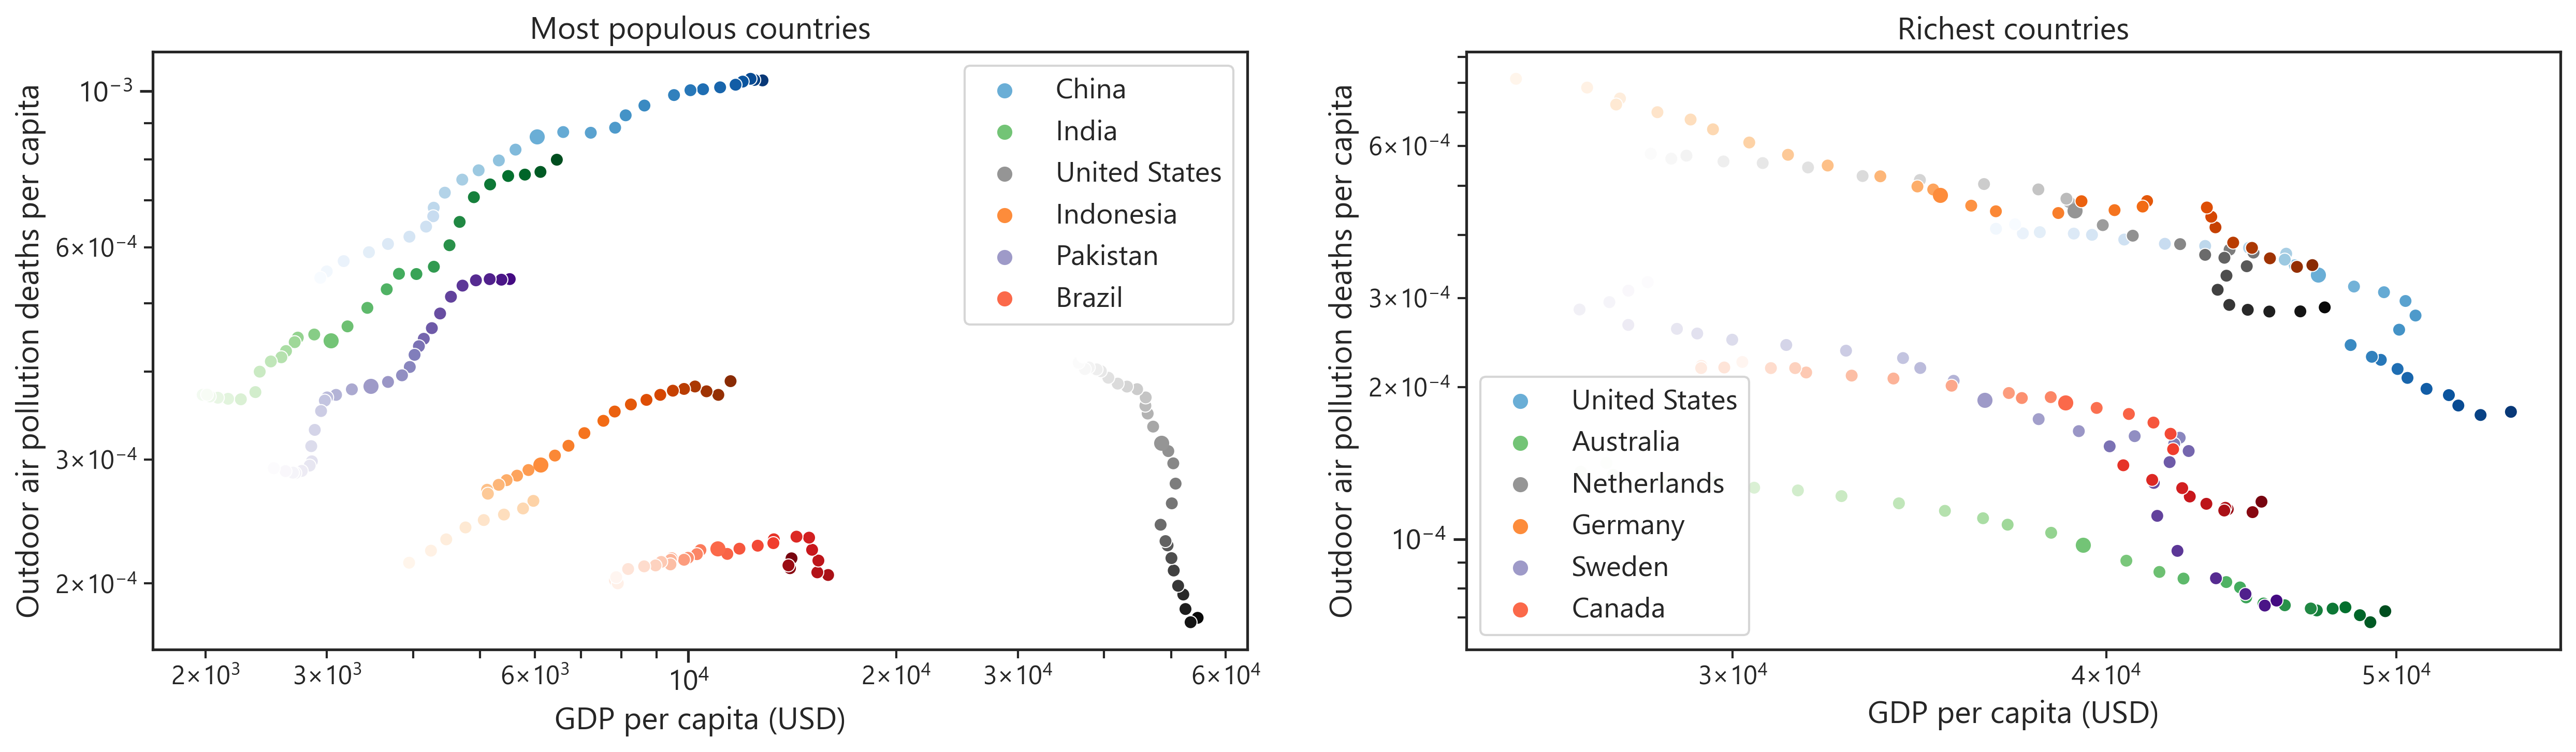 Most populous countries
Outdoor air pollution deaths per capita
10⁻³
6×10⁻⁴
3×10⁻⁴
2×10⁻⁴
China
India
United States
Indonesia
Pakistan
Brazil
2×10³ 3×10³ 6×10³ 10⁴ 2×10⁴ 3×10⁴ 6×10⁴
GDP per capita (USD)
Richest countries
Outdoor air pollution deaths per capita
6×10⁻⁴
3×10⁻⁴
2×10⁻⁴
10⁻⁴
United States
Australia
Netherlands
Germany
Sweden
Canada
3×10⁴ 4×10⁴ 5×10⁴
GDP per capita (USD)